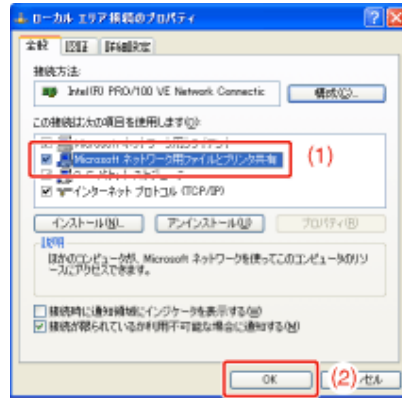 ローカル エリア接続のプロパティ
全般 認証 詳細設定
接続方法:
Intel(R) PRO/100 VE Network Connectic
構成(C)...
この接続は次の項目を使用します(O):
Microsoft ネットワーク用ファイルとプリンタ共有
(1)
インターネット プロトコル (TCP/IP)
インストール(N)... アンインストール(U) プロパティ(R)
説明
ほかのコンピュータが、Microsoft ネットワークを使ってこのコンピュータのリソ
ースにアクセスできます。
接続時に通知領域にインジケータを表示する(W)
接続が限られているか利用不可能な場合に通知する(M)
OK (2)